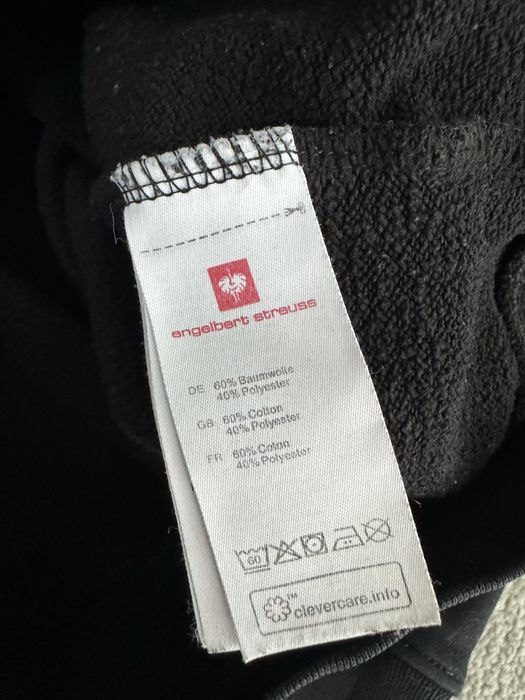 engelbert strauss
DE 60% Baumwolle
40% Polyester
GB 60% Cotton
40% Polyester
FR 60% Coton
40% Polyester
60
™ clevercare.info